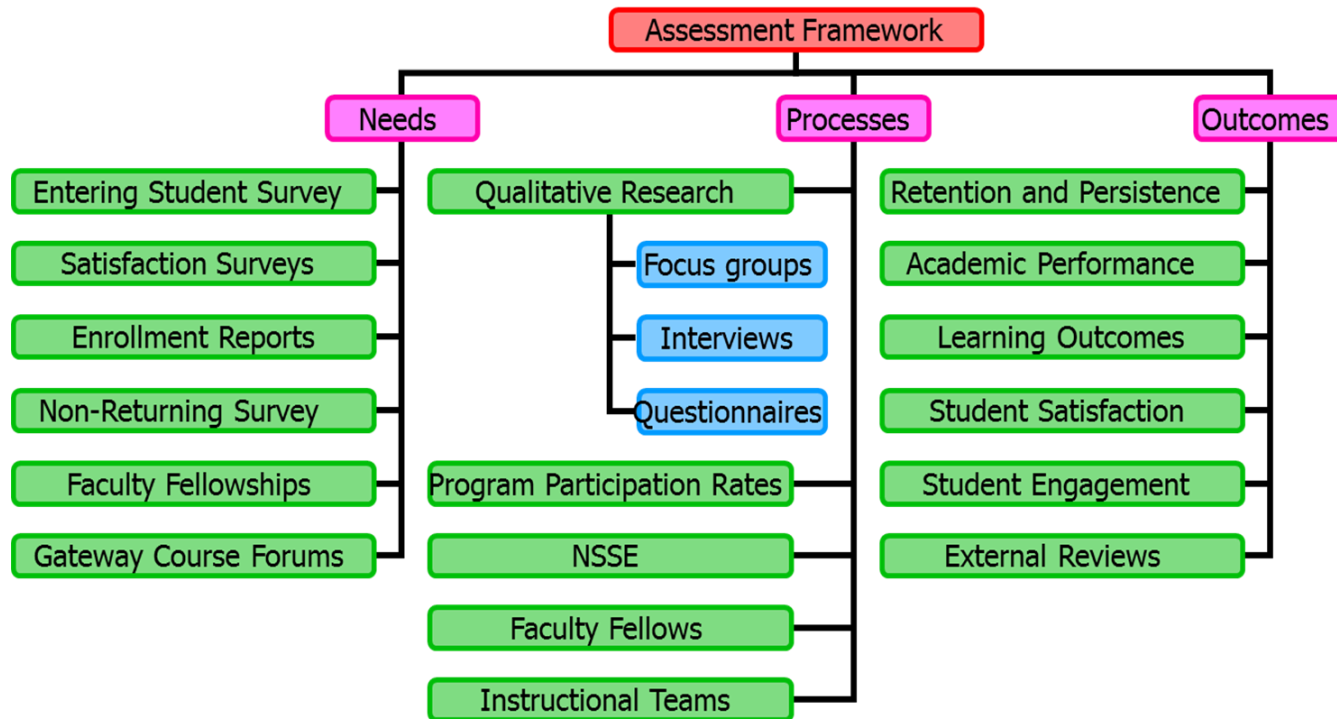 Assessment Framework
Needs
Processes
Outcomes
Entering Student Survey
Satisfaction Surveys
Enrollment Reports
Non-Returning Survey
Faculty Fellowships
Gateway Course Forums
Qualitative Research
Focus groups
Interviews
Questionnaires
Program Participation Rates
NSSE
Faculty Fellows
Instructional Teams
Retention and Persistence
Academic Performance
Learning Outcomes
Student Satisfaction
Student Engagement
External Reviews